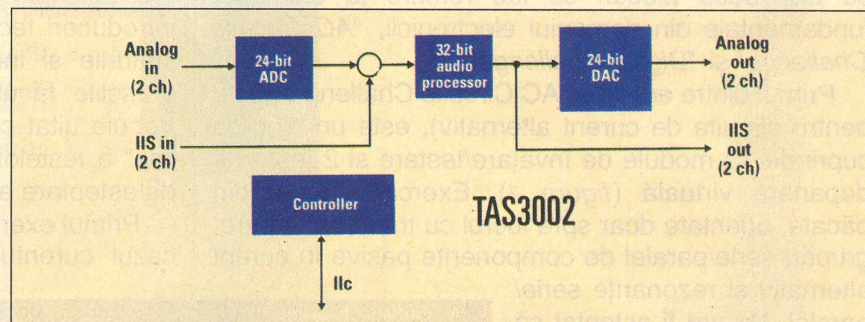 Analog
in
(2 ch)
24-bit
ADC
32-bit
audio
processor
24-bit
DAC
Analog
out
(2 ch)
IIS in
(2 ch)
IIS
out
(2 ch)
Controller
TAS3002
IIc